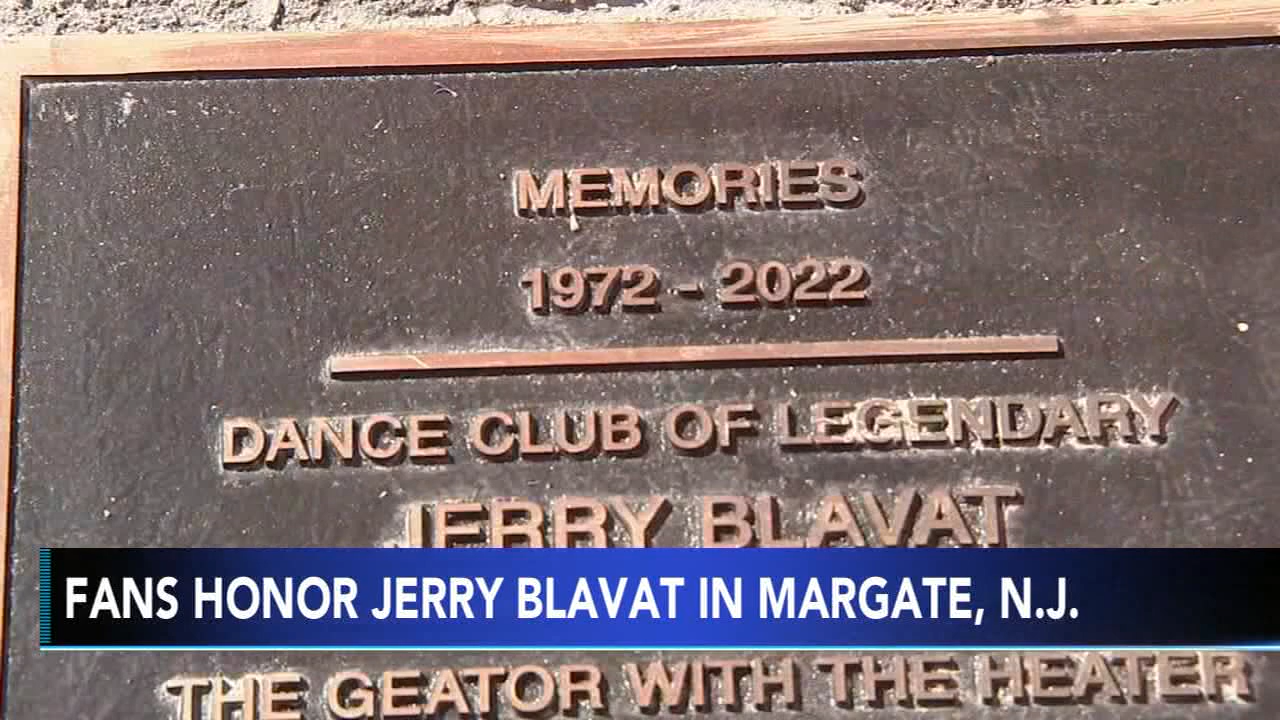 MEMORIES
1972 - 2022
DANCE CLUB OF LEGENDARY
JERRY BLAVAT
FANS HONOR JERRY BLAVAT IN MARGATE, N.J.
THE GEATOR WITH THE HEATER